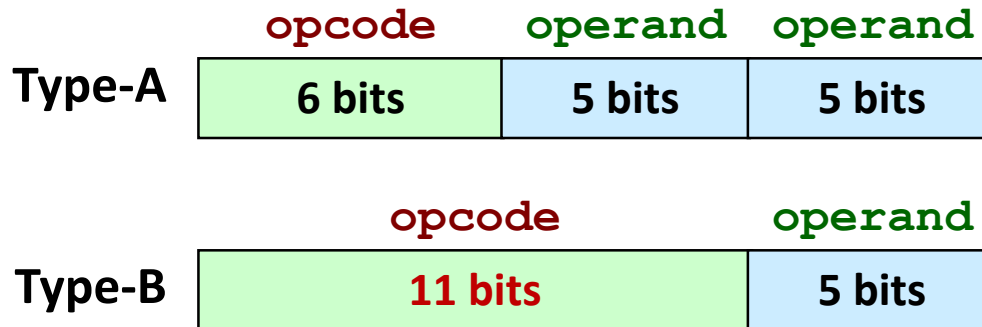 opcode operand operand
Type-A 6 bits 5 bits 5 bits
opcode operand
Type-B 11 bits 5 bits